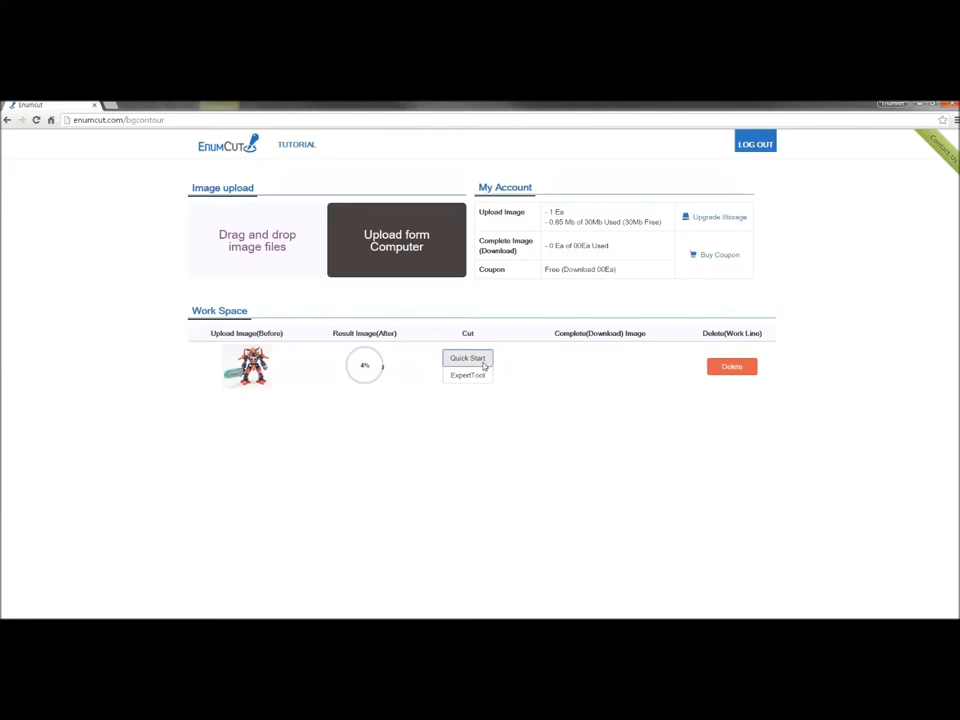 Enumcut
enumcut.com/bgcontour
ENUMCUT
TUTORIAL
LOG OUT
Contact Us
Image upload
My Account
Drag and drop
image files
Upload form
Computer
Upload Image
- 1 Ea
- 0.65 Mb of 30Mb Used (30Mb Free)
Upgrade Storage
Complete Image
(Download)
- 0 Ea of 00Ea Used
Buy Coupon
Coupon
Free (Download 00Ea)
Work Space
Upload Image(Before)
Result Image(After)
Cut
Complete(Download) Image
Delete(Work Line)
4%
Quick Start
ExpertTool
Delete